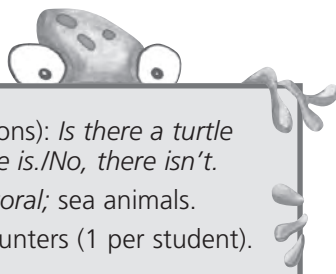 ons): Is there a turtle
e is./No, there isn't.
oral; sea animals.
unters (1 per student).